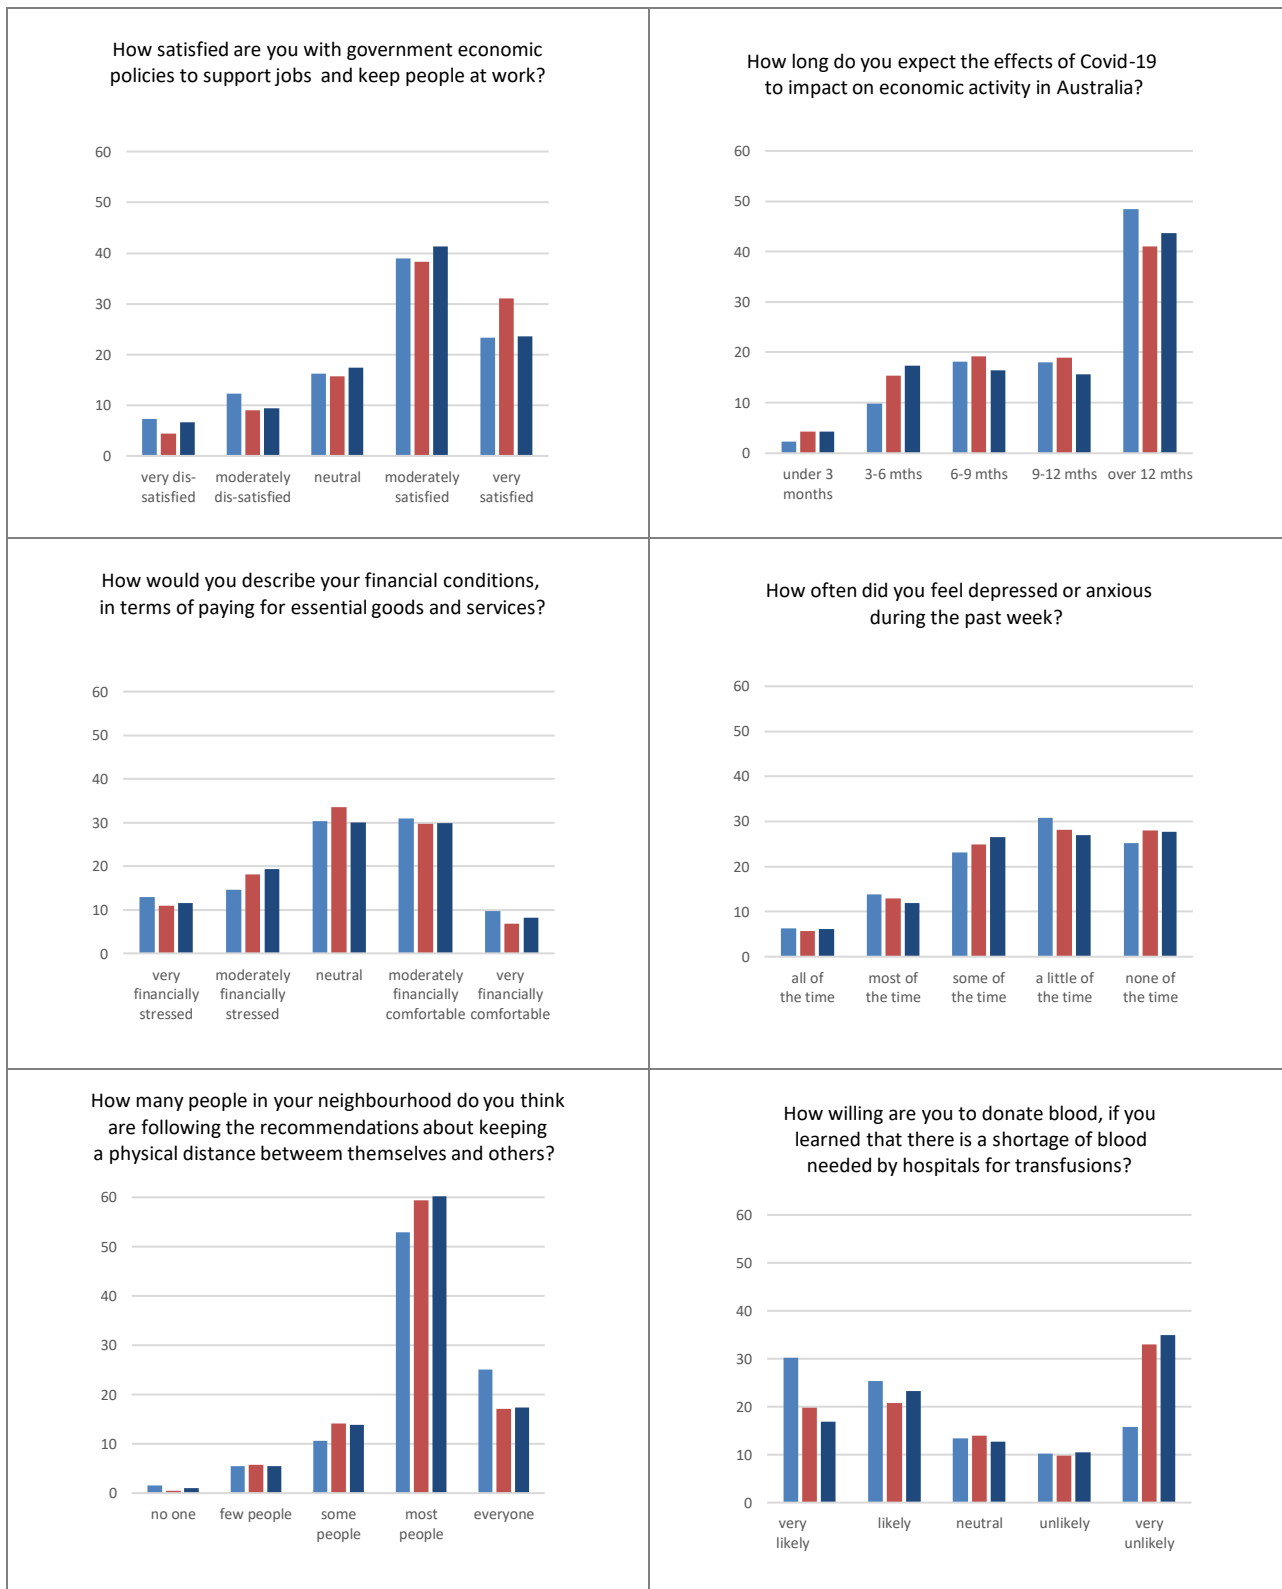 How satisfied are you with government economic
policies to support jobs and keep people at work?
60
50
40
30
20
10
0
very dis-
satisfied
moderately
dis-satisfied
neutral
moderately
satisfied
very
satisfied
How long do you expect the effects of Covid-19
to impact on economic activity in Australia?
60
50
40
30
20
10
0
under 3
months
3-6 mths
6-9 mths
9-12 mths
over 12 mths
How would you describe your financial conditions,
in terms of paying for essential goods and services?
60
50
40
30
20
10
0
very
financially
stressed
moderately
financially
stressed
neutral
moderately
financially
comfortable
very
financially
comfortable
How often did you feel depressed or anxious
during the past week?
60
50
40
30
20
10
0
all of
the time
most of
the time
some of
the time
a little of
the time
none of
the time
How many people in your neighbourhood do you think
are following the recommendations about keeping
a physical distance betweem themselves and others?
60
50
40
30
20
10
0
no one
few people
some
people
most
people
everyone
How willing are you to donate blood, if you
learned that there is a shortage of blood
needed by hospitals for transfusions?
60
50
40
30
20
10
0
very
likely
likely
neutral
unlikely
very
unlikely